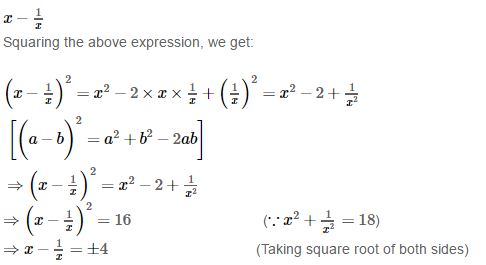 x − 1/x
Squaring the above expression, we get:
(x − 1/x)² = x² − 2 × x × 1/x + (1/x)² = x² − 2 + 1/x²
[(a − b)² = a² + b² − 2ab]
⇒ (x − 1/x)² = x² − 2 + 1/x²
⇒ (x − 1/x)² = 16 (∵ x² + 1/x² = 18)
⇒ x − 1/x = ±4 (Taking square root of both sides)